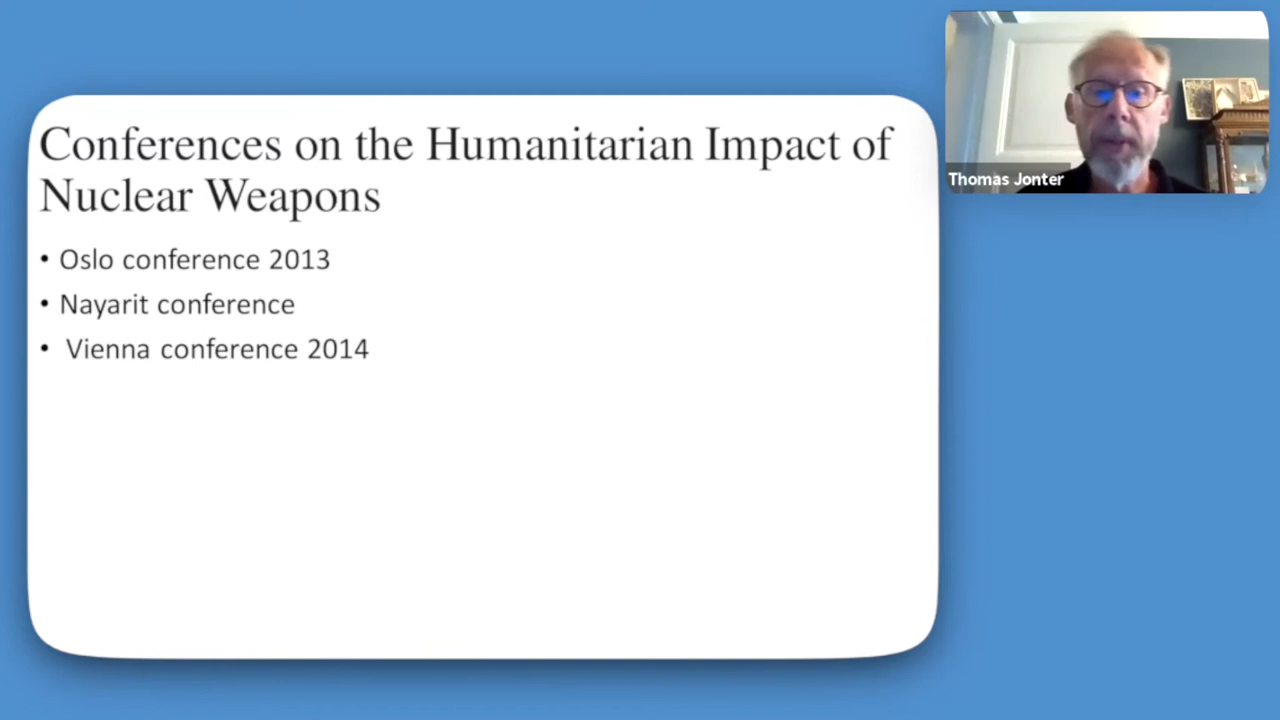 Conferences on the Humanitarian Impact of
Nuclear Weapons
• Oslo conference 2013
• Nayarit conference
• Vienna conference 2014
Thomas Jonter